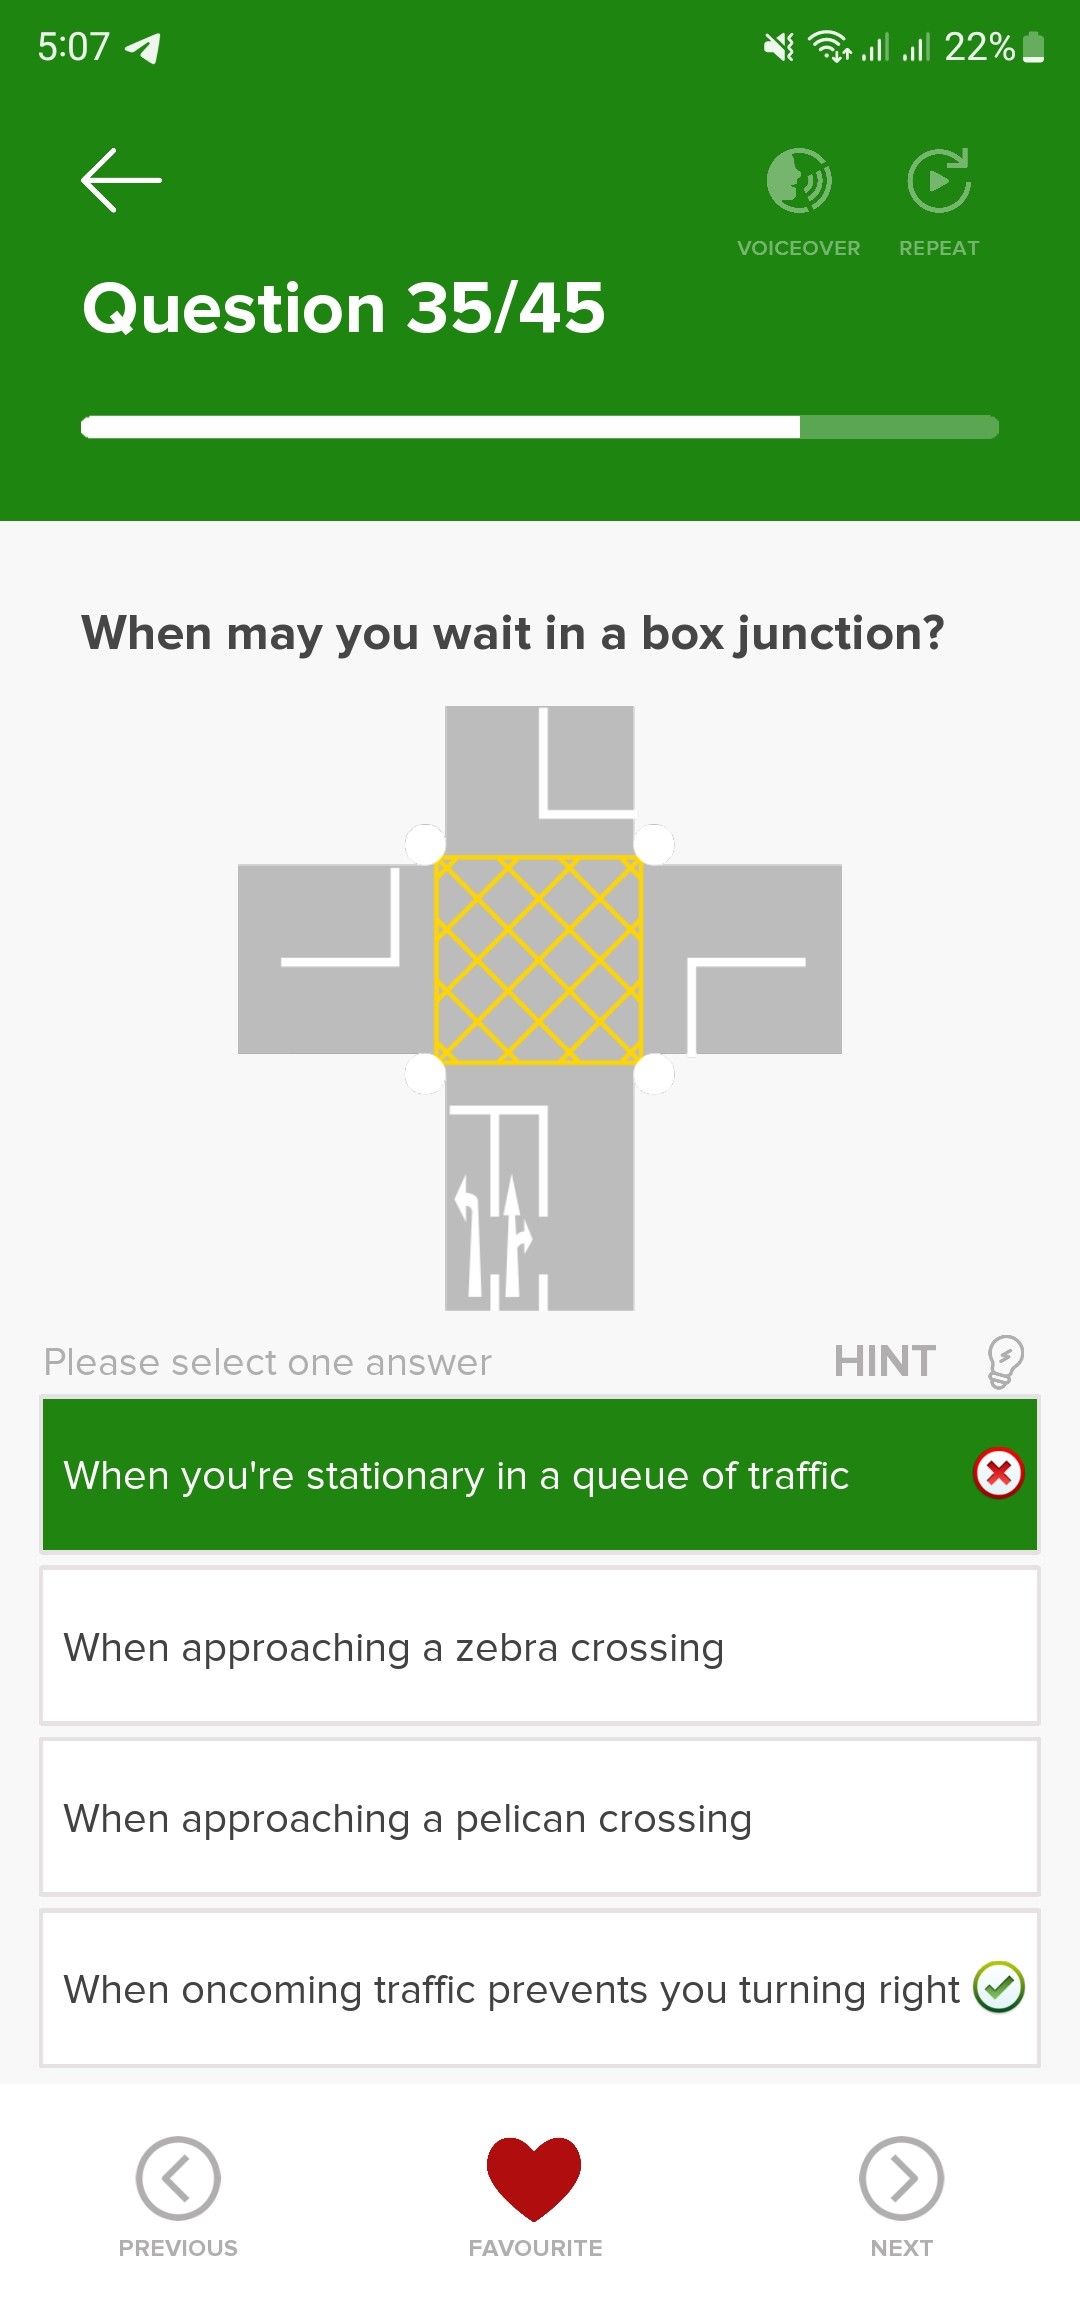 5:07
22%
VOICEOVER
REPEAT
Question 35/45
When may you wait in a box junction?
Please select one answer
HINT
When you're stationary in a queue of traffic
When approaching a zebra crossing
When approaching a pelican crossing
When oncoming traffic prevents you turning right
PREVIOUS
FAVOURITE
NEXT